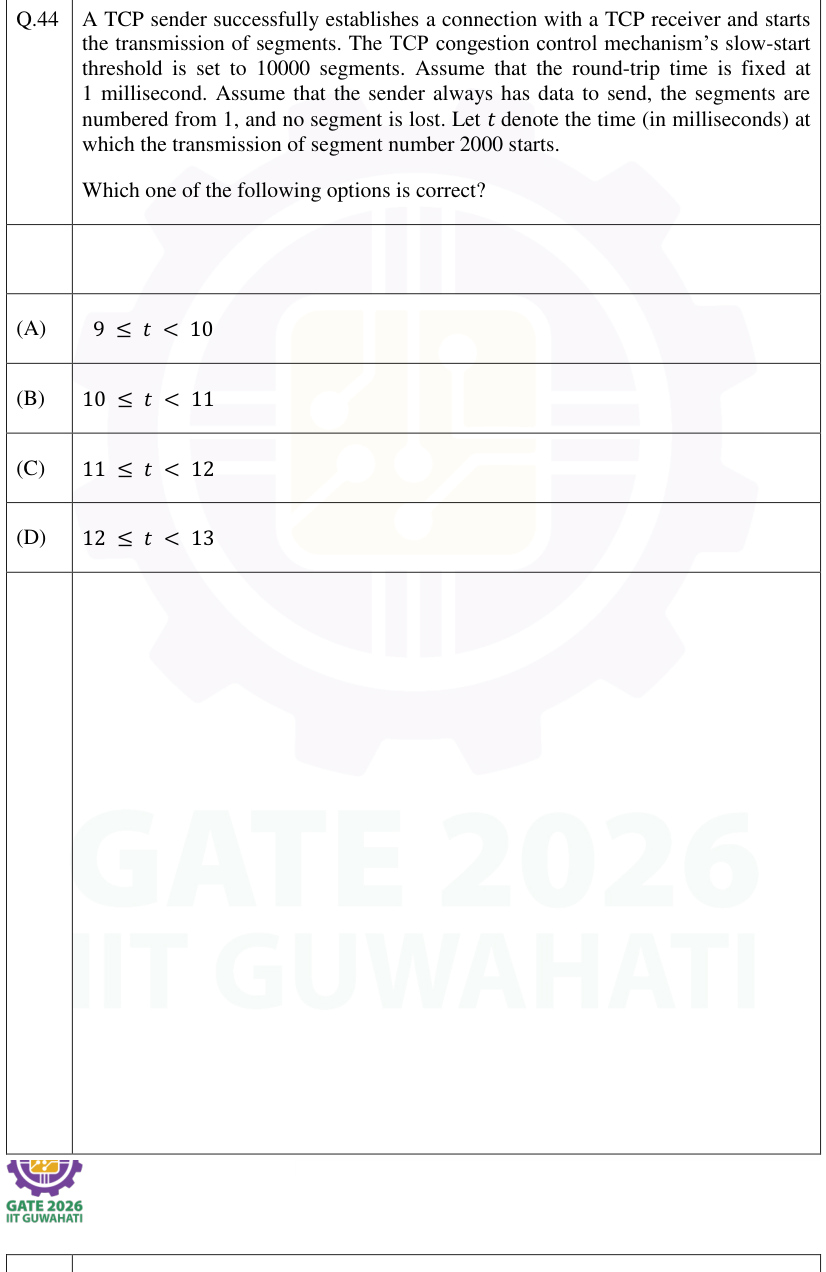 Q.44 A TCP sender successfully establishes a connection with a TCP receiver and starts
the transmission of segments. The TCP congestion control mechanism’s slow-start
threshold is set to 10000 segments. Assume that the round-trip time is fixed at
1 millisecond. Assume that the sender always has data to send, the segments are
numbered from 1, and no segment is lost. Let t denote the time (in milliseconds) at
which the transmission of segment number 2000 starts.
Which one of the following options is correct?
(A) 9 ≤ t < 10
(B) 10 ≤ t < 11
(C) 11 ≤ t < 12
(D) 12 ≤ t < 13
GATE 2026
IIT GUWAHATI
GATE 2026
IIT GUWAHATI